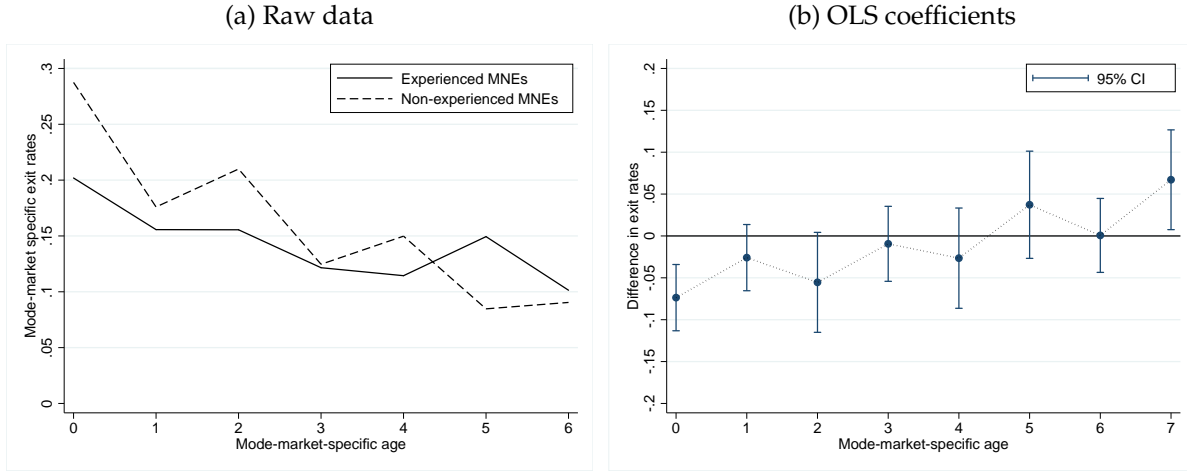 (a) Raw data
Mode-market specific exit rates
.3
.25
.2
.15
.1
.05
0
Experienced MNEs
Non-experienced MNEs
0 1 2 3 4 5 6
Mode-market-specific age
(b) OLS coefficients
Difference in exit rates
.2
.15
.1
.05
0
-.05
-.1
-.15
-.2
95% CI
0 1 2 3 4 5 6 7
Mode-market-specific age